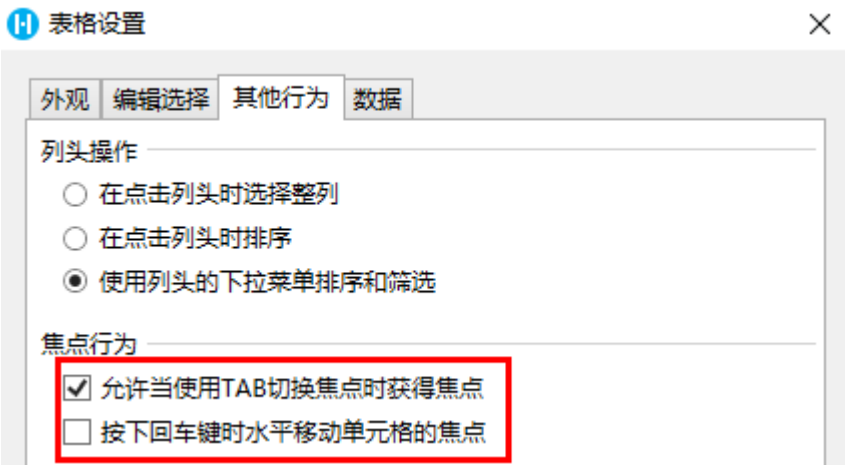 表格设置
外观 编辑选择 其他行为 数据
列头操作
在点击列头时选择整列
在点击列头时排序
使用列头的下拉菜单排序和筛选
焦点行为
允许当使用TAB切换焦点时获得焦点
按下回车键时水平移动单元格的焦点